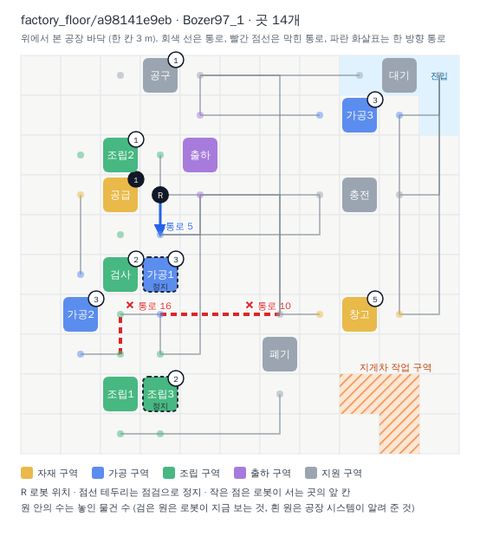 factory_floor/a98141e9eb · Bozer97_1 · 곳 14개
위에서 본 공장 바닥 (한 칸 3 m). 회색 선은 통로, 빨간 점선은 막힌 통로, 파란 화살표는 한 방향 통로
공구 1
대기
진입
가공3 3
조립2 1
출하
공급 1
R
충전
통로 5
검사 2
가공1 3
정지
가공2 3
통로 16
통로 10
창고 5
폐기
지게차 작업 구역
조립1
조립3 2
정지
자재 구역 가공 구역 조립 구역 출하 구역 지원 구역
R 로봇 위치 · 점선 테두리는 점검으로 정지 · 작은 점은 로봇이 서는 곳의 앞 칸
원 안의 수는 놓인 물건 수 (검은 원은 로봇이 지금 보는 것, 흰 원은 공장 시스템이 알려 준 것)